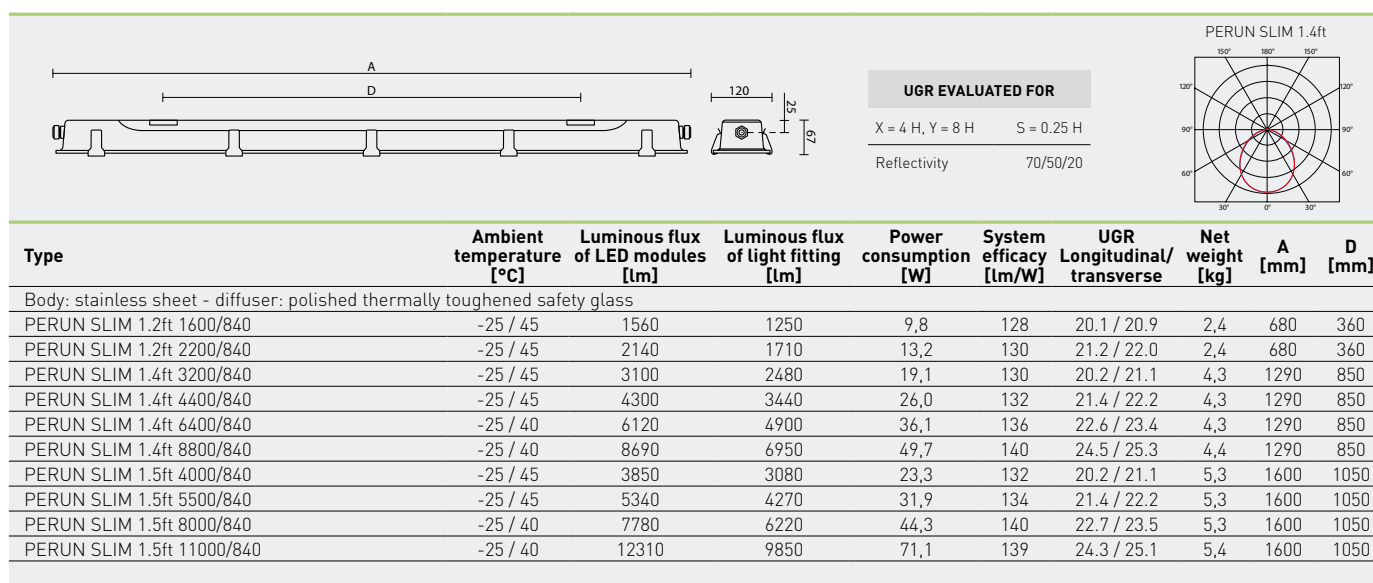 PERUN SLIM 1.4ft
150° 180° 150°
120° 120°
90° 90°
60° 60°
30° 0° 30°
A
D
120
25
67
UGR EVALUATED FOR
X = 4 H, Y = 8 H S = 0.25 H
Reflectivity 70/50/20
Type Ambient temperature [°C] Luminous flux of LED modules [lm] Luminous flux of light fitting [lm] Power consumption [W] System efficacy [lm/W] UGR Longitudinal/ transverse Net weight [kg] A [mm] D [mm]
Body: stainless sheet - diffuser: polished thermally toughened safety glass
PERUN SLIM 1.2ft 1600/840 -25 / 45 1560 1250 9,8 128 20.1 / 20.9 2,4 680 360
PERUN SLIM 1.2ft 2200/840 -25 / 45 2140 1710 13,2 130 21.2 / 22.0 2,4 680 360
PERUN SLIM 1.4ft 3200/840 -25 / 45 3100 2480 19,1 130 20.2 / 21.1 4,3 1290 850
PERUN SLIM 1.4ft 4400/840 -25 / 45 4300 3440 26,0 132 21.4 / 22.2 4,3 1290 850
PERUN SLIM 1.4ft 6400/840 -25 / 40 6120 4900 36,1 136 22.6 / 23.4 4,3 1290 850
PERUN SLIM 1.4ft 8800/840 -25 / 40 8690 6950 49,7 140 24.5 / 25.3 4,4 1290 850
PERUN SLIM 1.5ft 4000/840 -25 / 45 3850 3080 23,3 132 20.2 / 21.1 5,3 1600 1050
PERUN SLIM 1.5ft 5500/840 -25 / 45 5340 4270 31,9 134 21.4 / 22.2 5,3 1600 1050
PERUN SLIM 1.5ft 8000/840 -25 / 40 7780 6220 44,3 140 22.7 / 23.5 5,3 1600 1050
PERUN SLIM 1.5ft 11000/840 -25 / 40 12310 9850 71,1 139 24.3 / 25.1 5,4 1600 1050